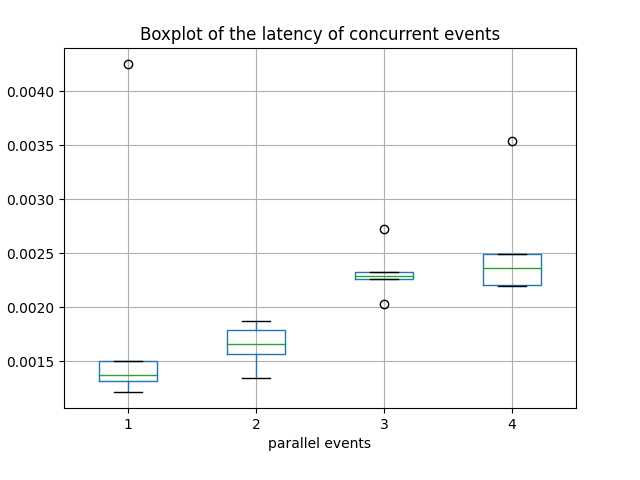 Boxplot of the latency of concurrent events
0.0040
0.0035
0.0030
0.0025
0.0020
0.0015
1 2 3 4
parallel events